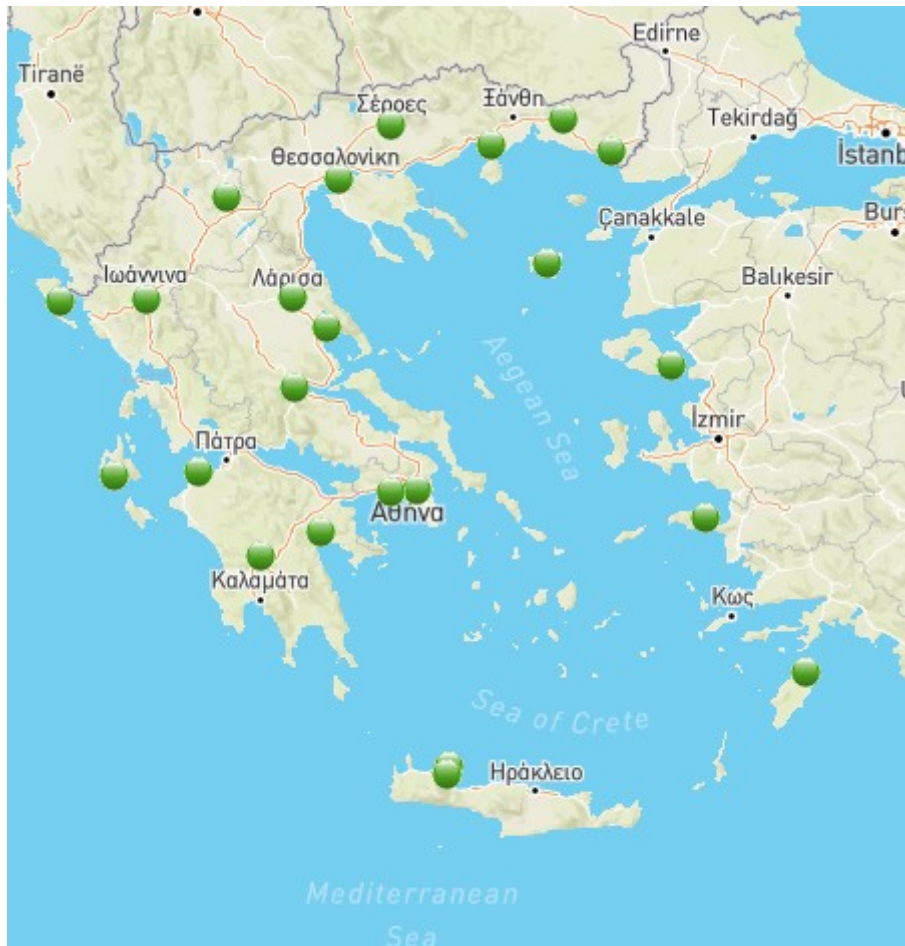 Edirne
Tiranë
Σέρρες
Ξάνθη
Tekirdağ
İstanb
Θεσσαλονίκη
Çanakkale
Burs
Ιωάννινα
Λάρισα
Balıkesir
Aegean Sea
İzmir
Πάτρα
Αθήνα
Καλαμάτα
Κως
Sea of Crete
Ηράκλειο
Mediterranean
Sea